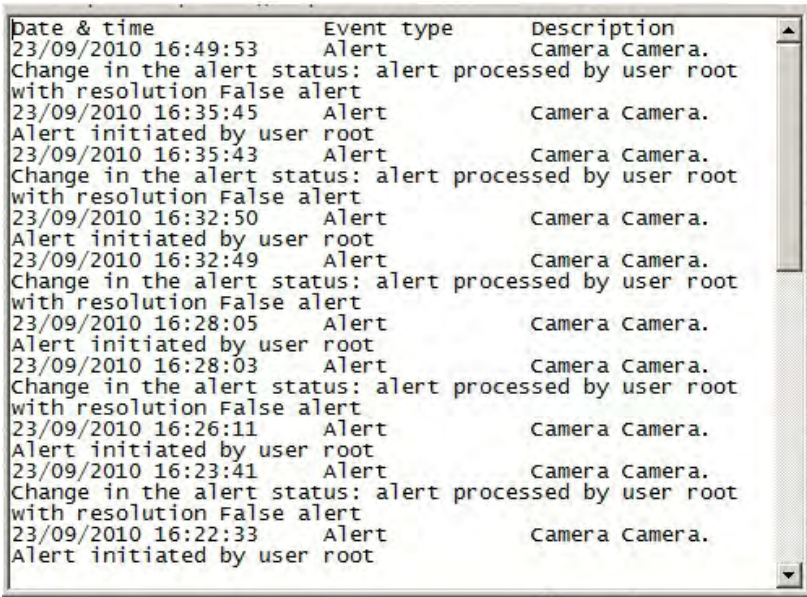 Date & time Event type Description
23/09/2010 16:49:53 Alert Camera Camera.
Change in the alert status: alert processed by user root
with resolution False alert
23/09/2010 16:35:45 Alert Camera Camera.
Alert initiated by user root
23/09/2010 16:35:43 Alert Camera Camera.
Change in the alert status: alert processed by user root
with resolution False alert
23/09/2010 16:32:50 Alert Camera Camera.
Alert initiated by user root
23/09/2010 16:32:49 Alert Camera Camera.
Change in the alert status: alert processed by user root
with resolution False alert
23/09/2010 16:28:05 Alert Camera Camera.
Alert initiated by user root
23/09/2010 16:28:03 Alert Camera Camera.
Change in the alert status: alert processed by user root
with resolution False alert
23/09/2010 16:26:11 Alert Camera Camera.
Alert initiated by user root
23/09/2010 16:23:41 Alert Camera Camera.
Change in the alert status: alert processed by user root
with resolution False alert
23/09/2010 16:22:33 Alert Camera Camera.
Alert initiated by user root